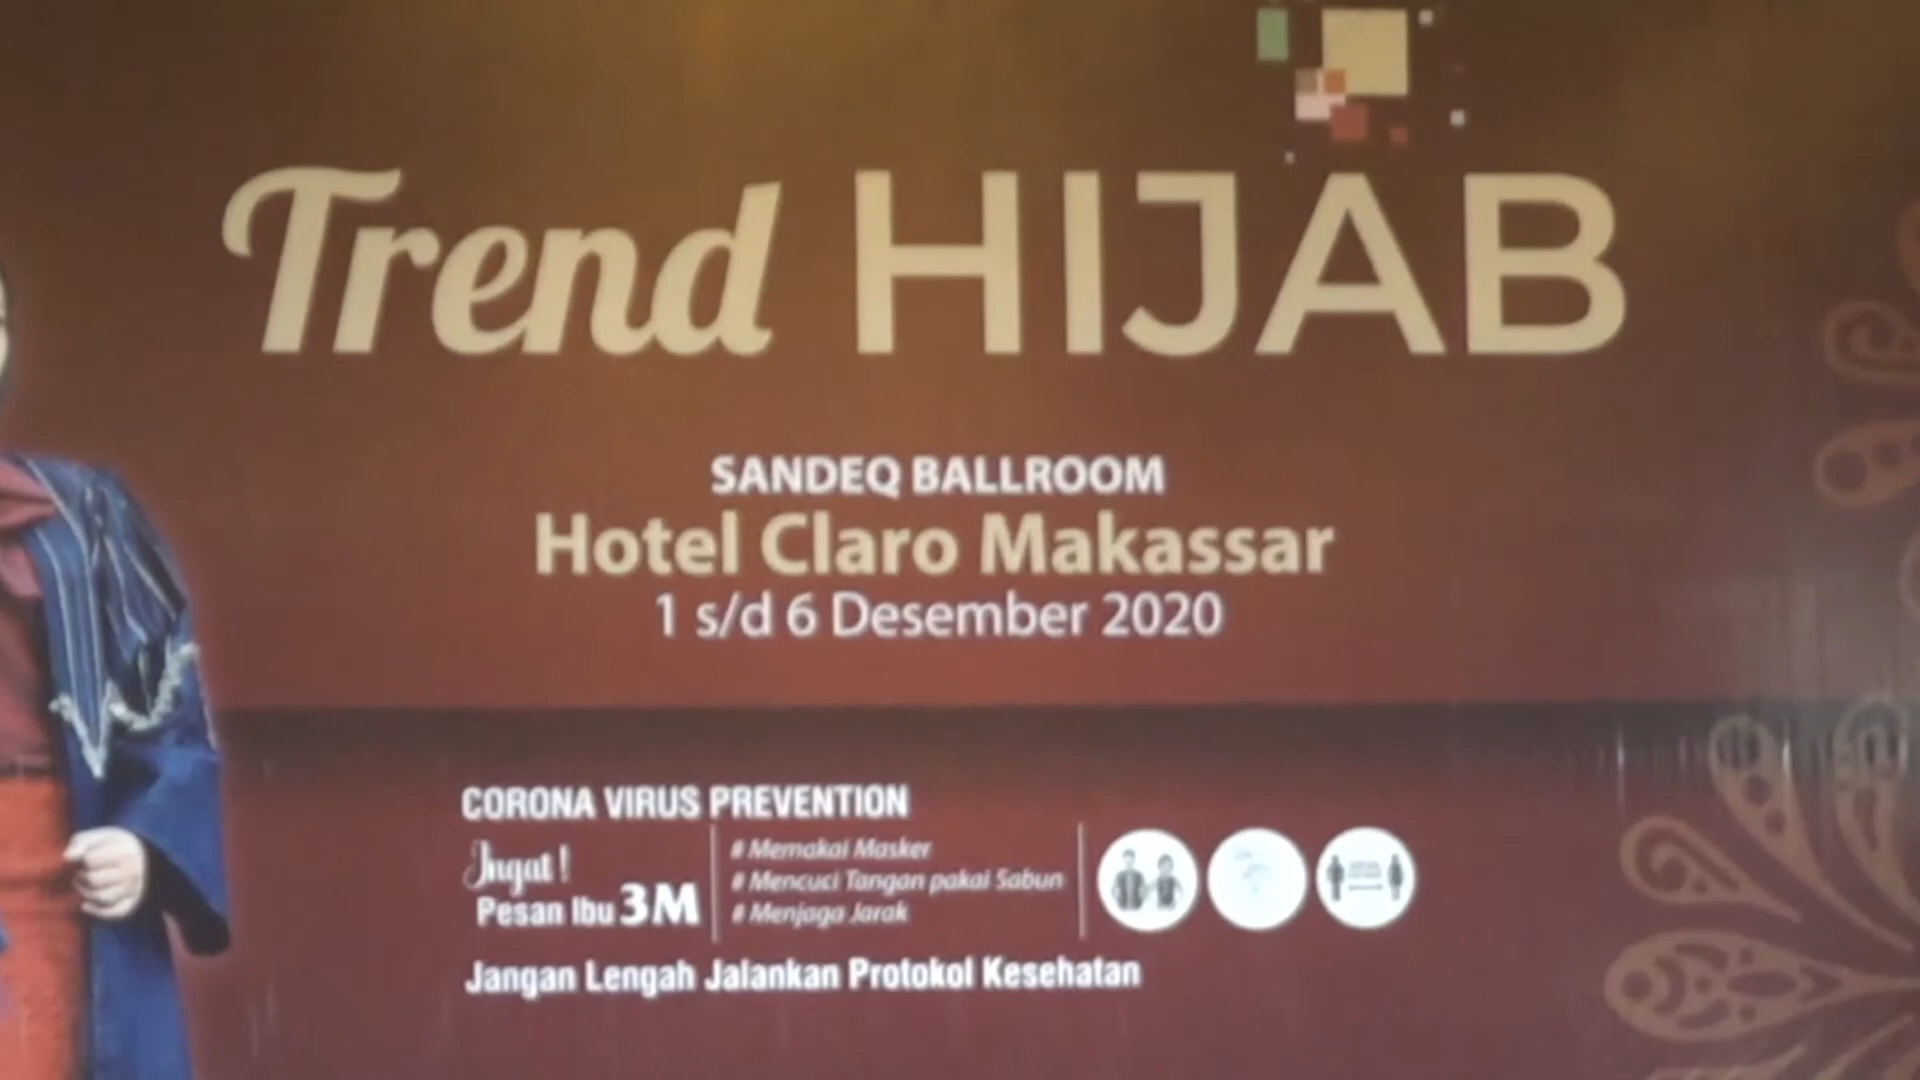 Trend HIJAB
SANDEQ BALLROOM
Hotel Claro Makassar
1 s/d 6 Desember 2020
CORONA VIRUS PREVENTION
Ingat!
Pesan Ibu 3M
# Memakai Masker
# Mencuci Tangan pakai Sabun
# Menjaga Jarak
Jangan Lengah Jalankan Protokol Kesehatan